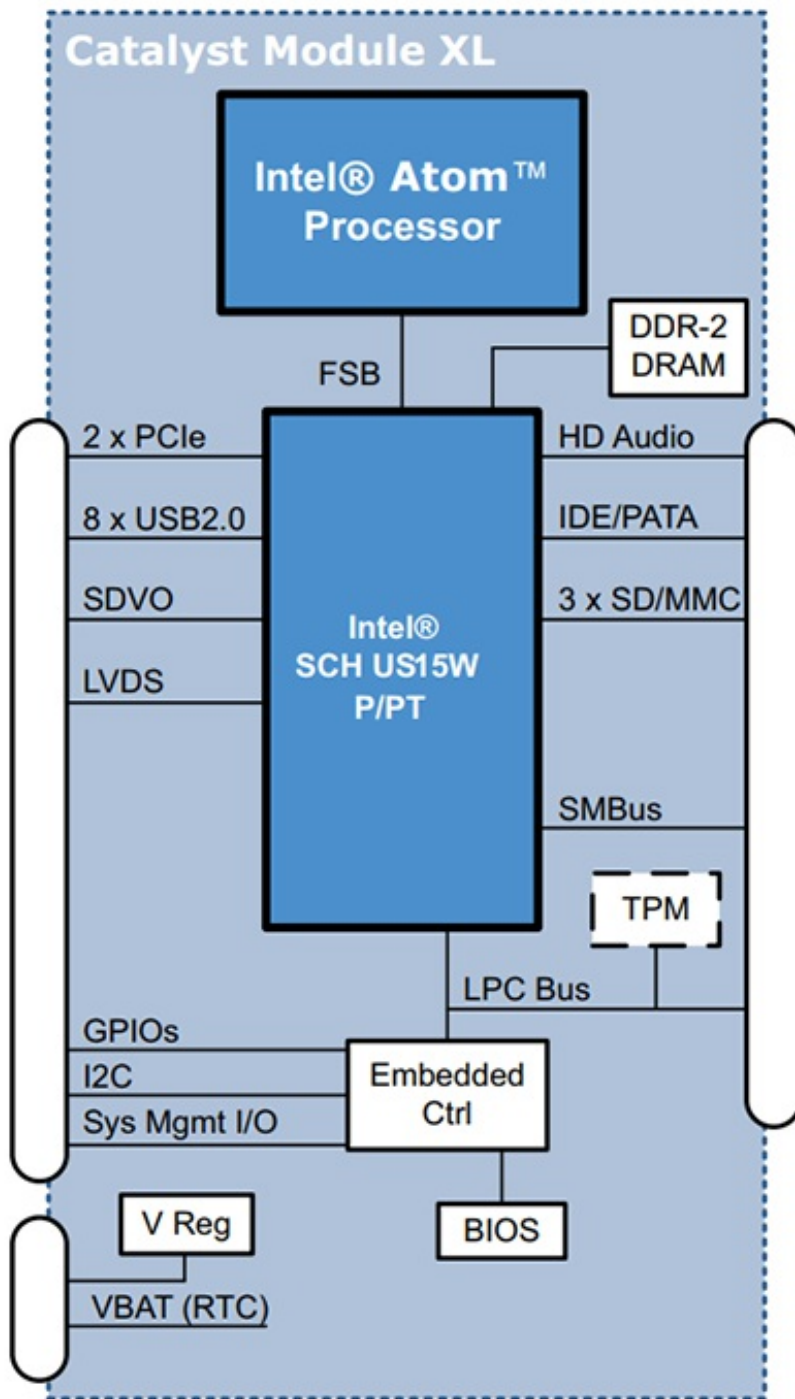 Catalyst Module XL
Intel® Atom™
Processor
DDR-2
DRAM
FSB
2 x PCIe
HD Audio
8 x USB2.0
IDE/PATA
SDVO
3 x SD/MMC
Intel®
SCH US15W
P/PT
LVDS
SMBus
TPM
LPC Bus
GPIOs
I2C
Sys Mgmt I/O
Embedded
Ctrl
V Reg
BIOS
VBAT (RTC)